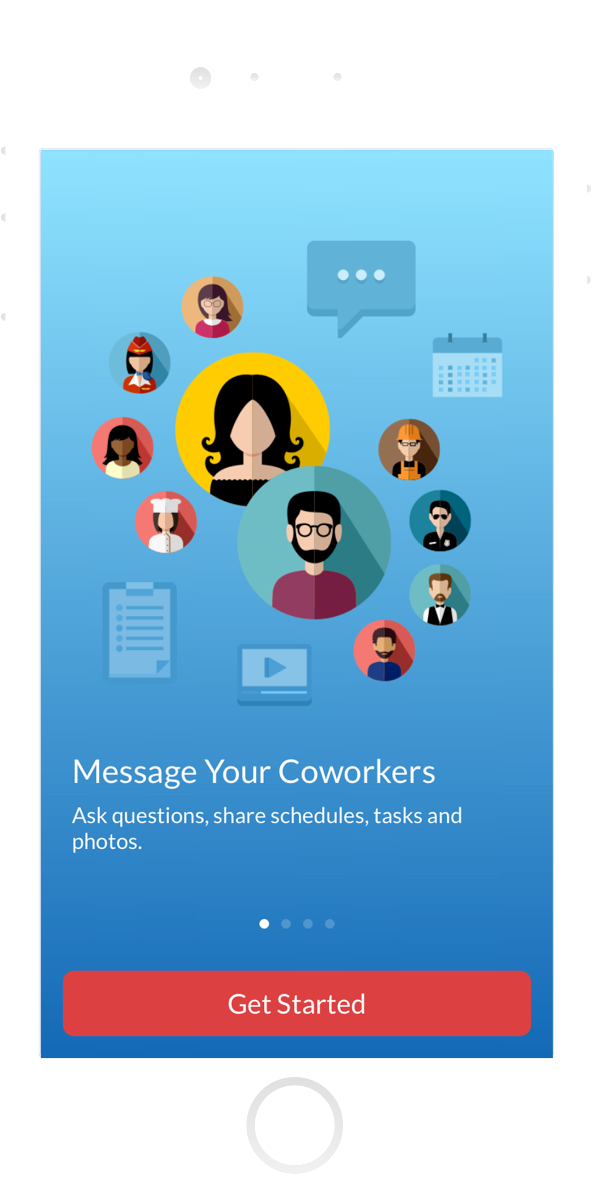 Message Your Coworkers
Ask questions, share schedules, tasks and
photos.
Get Started